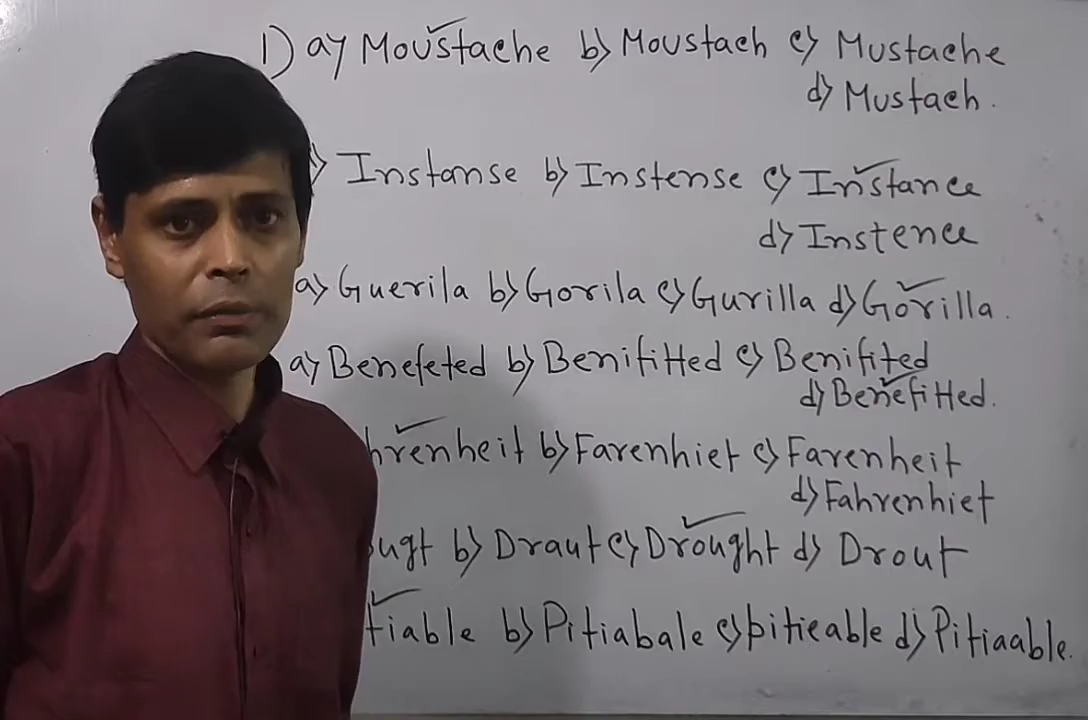 1) a) Moustache b) Moustach c) Mustache
d) Mustach.
) Instanse b) Instense c) Instance
d) Instence
a) Guerila b) Gorila c) Gurilla d) Gorilla.
a) Benefeted b) Benifitted c) Benifited
d) Benefitted.
hrenheit b) Farenhiet c) Farenheit
d) Fahrenhiet
ougt b) Draut c) Drought d) Drout
tiable b) Pitiabale c) pitieable d) Pitiaable.